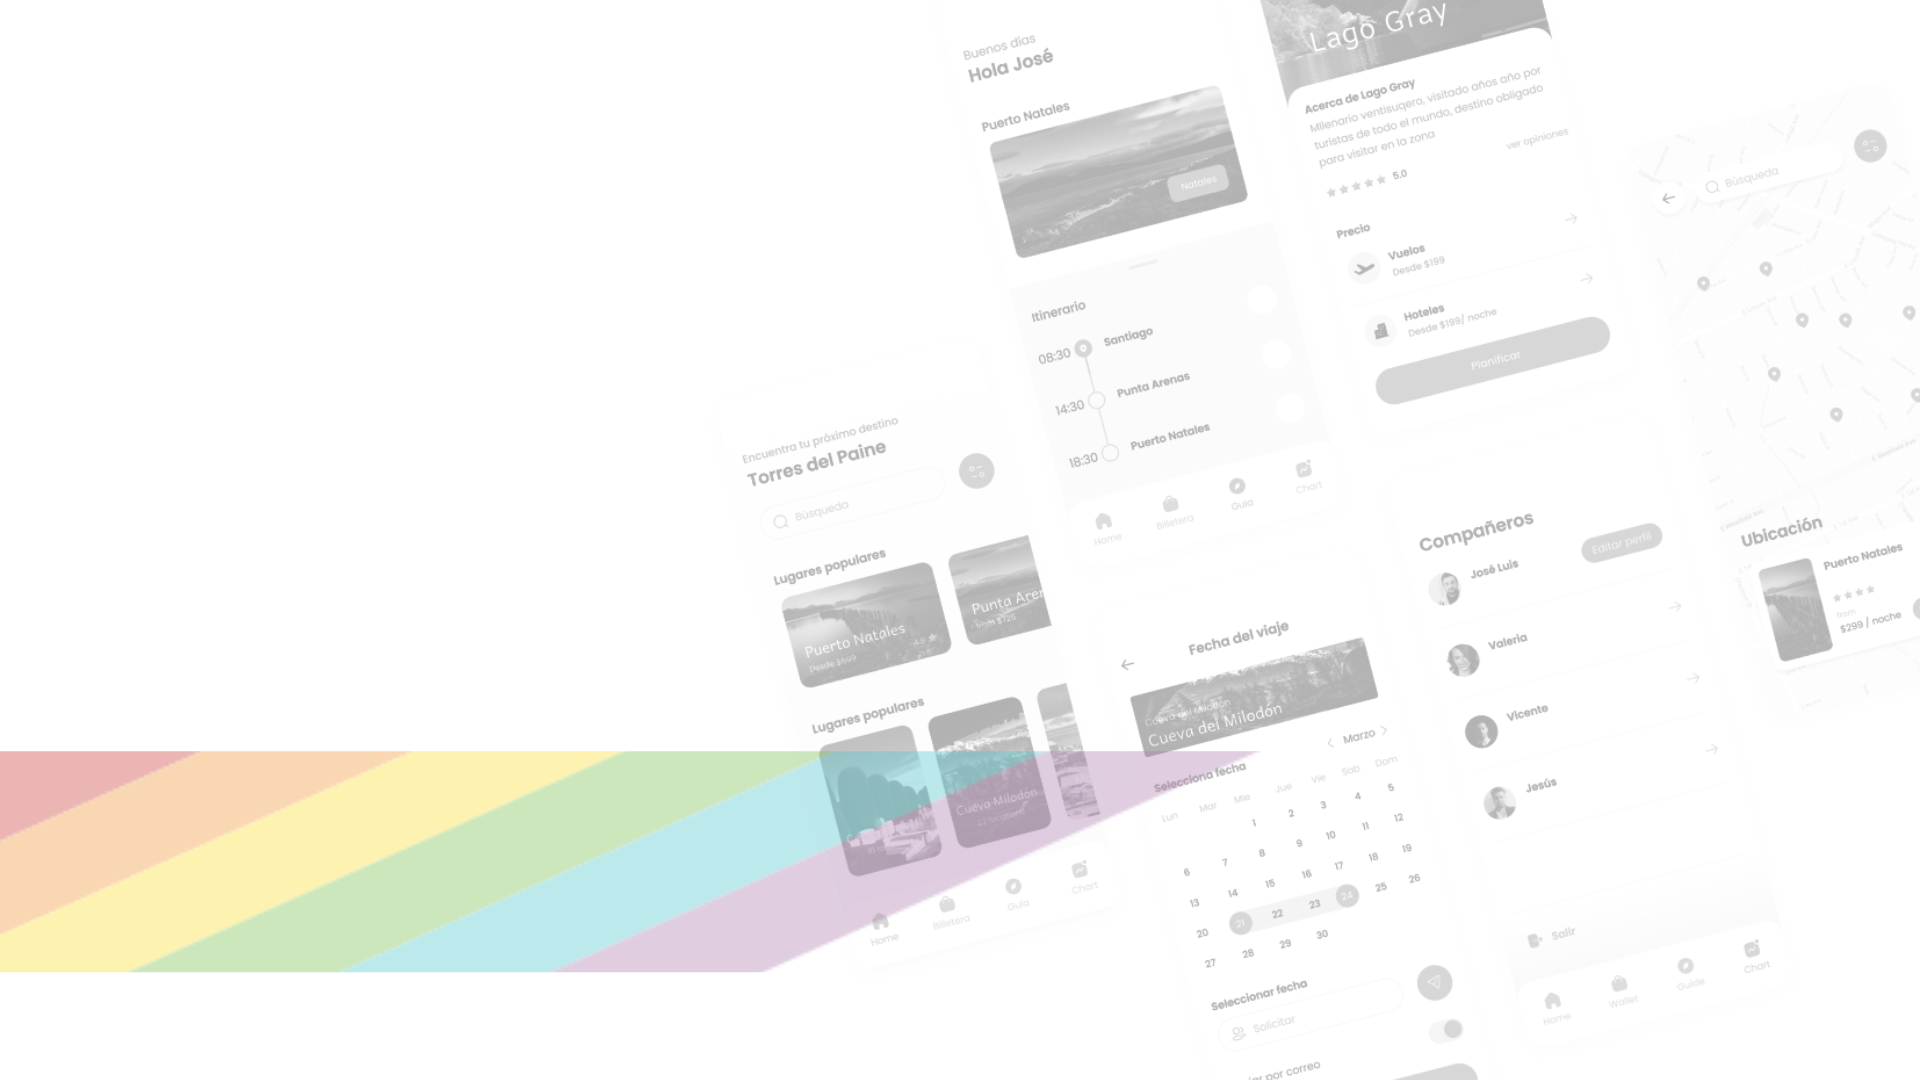 Buenos días
Hola José
Puerto Natales
Natales
Itinerario
08:30
Santiago
14:30
Punta Arenas
18:30
Puerto Natales
Home
Billetera
Guía
Chart
Lago Gray
Acerca de Lago Gray
Milenario ventisuqero, visitado años año por
turistas de todo el mundo, destino obligado
para visitar en la zona
ver opiniones
5.0
Precio
Vuelos
Desde $199
Hoteles
Desde $199/ noche
Planificar
Búsqueda
Ubicación
Puerto Natales
from
$299 / noche
Encuentra tu próximo destino
Torres del Paine
Búsqueda
Lugares populares
Puerto Natales
Desde $699
4.9
Punta Aren
from $726
Lugares populares
Cueva Milodón
Home
Billetera
Guía
Chart
Fecha del viaje
Cueva del Milodón
Cueva del Milodón
Marzo
Selecciona fecha
Lun Mar Mie Jue Vie Sab Dom
1 2 3 4 5
6 7 8 9 10 11 12
13 14 15 16 17 18 19
20 21 22 23 24 25 26
27 28 29 30
Seleccionar fecha
Solicitar
por correo
Compañeros
Editar perfil
José Luis
Valeria
Vicente
Jesús
Salir
Home
Wallet
Guide
Chart